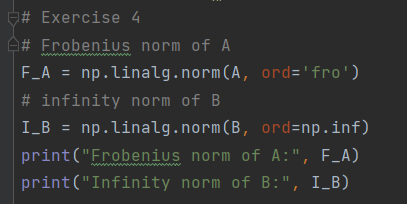 # Exercise 4
# Frobenius norm of A
F_A = np.linalg.norm(A, ord='fro')
# infinity norm of B
I_B = np.linalg.norm(B, ord=np.inf)
print("Frobenius norm of A:", F_A)
print("Infinity norm of B:", I_B)